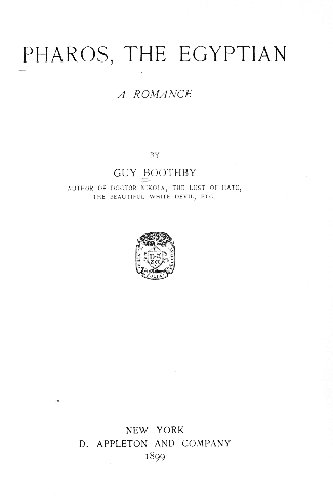 PHAROS, THE EGYPTIAN
A ROMANCE
BY
GUY BOOTHBY
AUTHOR OF DOCTOR NIKOLA, THE LUST OF HATE,
THE BEAUTIFUL WHITE DEVIL, ETC.
NEW YORK
D. APPLETON AND COMPANY
1899